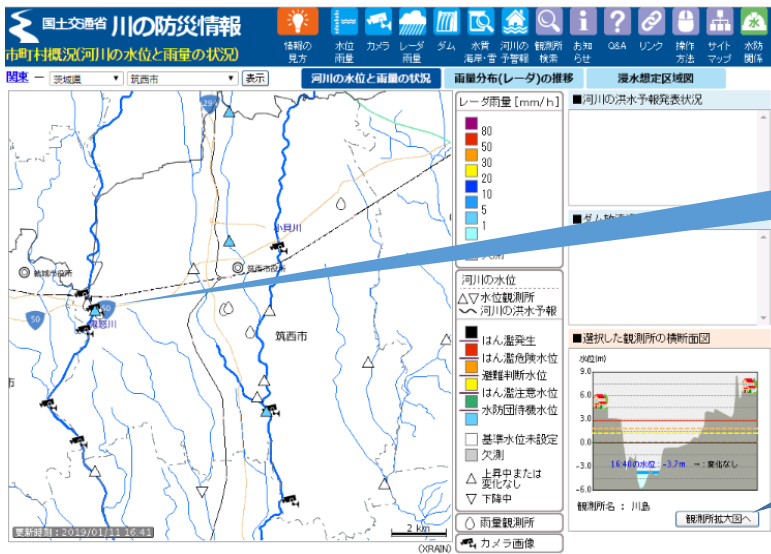 国土交通省 川の防災情報
市町村概況(河川の水位と雨量の状況)
情報の見方
水位雨量
カメラ
レーダ雨量
ダム
水質海岸・雪
河川の予警報
観測所検索
お知らせ
Q&A
リンク
操作方法
サイトマップ
水防関係
関東 − 茨城県 筑西市 表示
河川の水位と雨量の状況
雨量分布(レーダ)の推移
浸水想定区域図
小貝川
結城市役所
筑西市役所
50
50
鬼怒川
筑西市
更新時刻：2019/01/11 16:41
2 km
(XRAIN)
レーダ雨量[mm/h]
80
50
30
20
10
5
1
河川の水位
△▽水位観測所
河川の洪水予報
はん濫発生
はん濫危険水位
避難判断水位
はん濫注意水位
水防団待機水位
基準水位未設定
欠測
△ 上昇中または
変化なし
▽ 下降中
雨量観測所
カメラ画像
■河川の洪水予報発表状況
■選択した観測所の横断面図
水位(m)
9.0
6.0
3.0
0.0
-3.0
-6.0
16:40の水位：-3.7m →：変化なし
観測所名 ： 川島
観測所拡大図へ